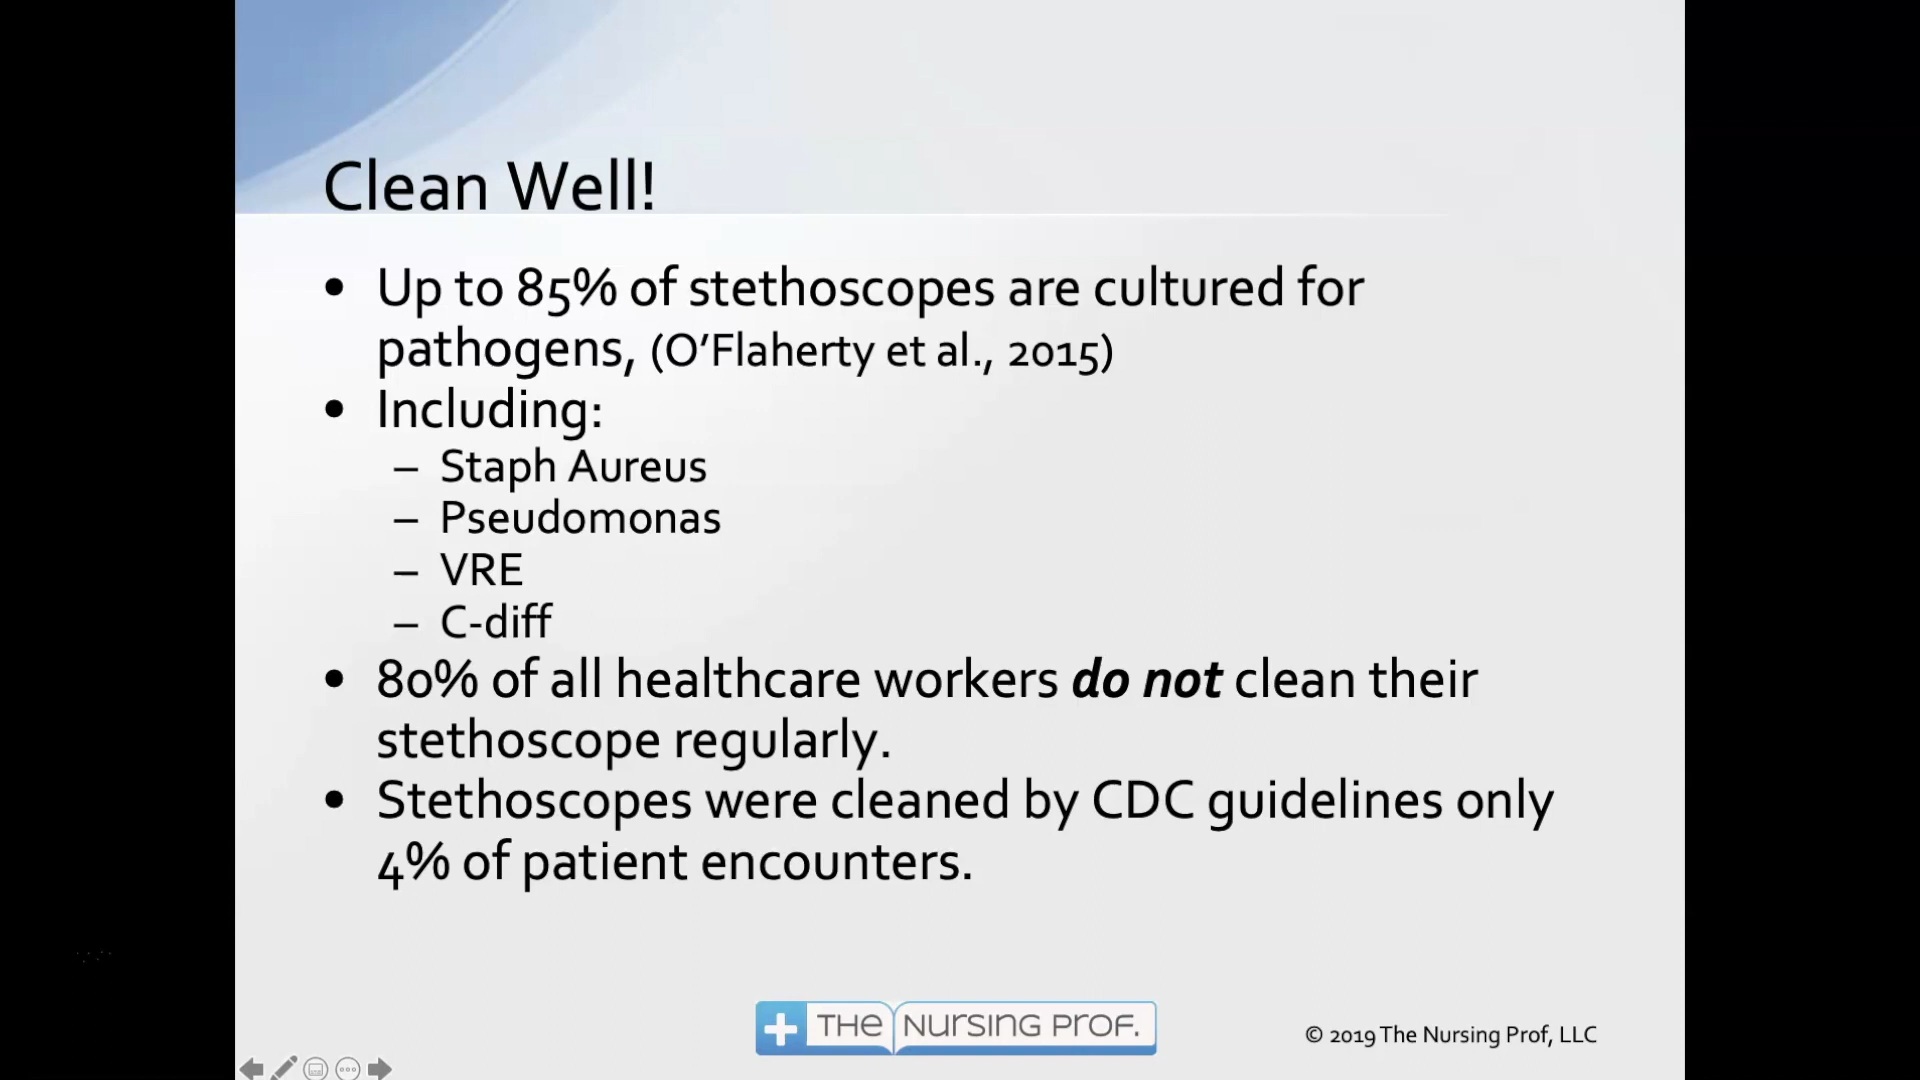 Clean Well!
• Up to 85% of stethoscopes are cultured for
pathogens, (O’Flaherty et al., 2015)
• Including:
– Staph Aureus
– Pseudomonas
– VRE
– C-diff
• 80% of all healthcare workers do not clean their
stethoscope regularly.
• Stethoscopes were cleaned by CDC guidelines only
4% of patient encounters.
THE NURSING PROF.
© 2019 The Nursing Prof, LLC